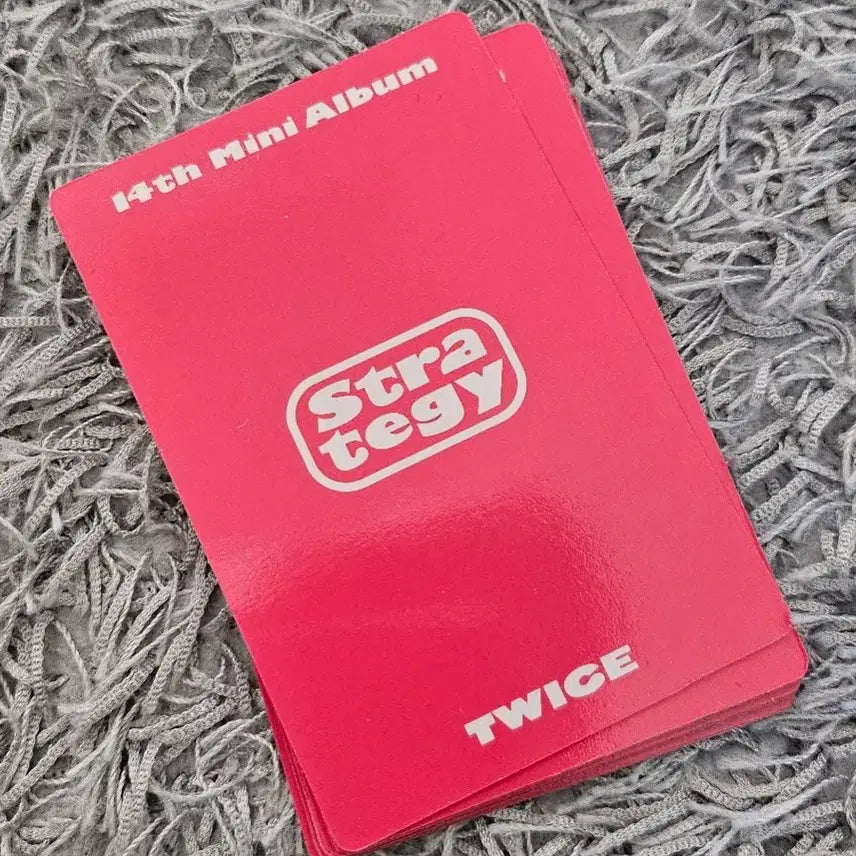 14th Mini Album
Stra
tegy
TWICE